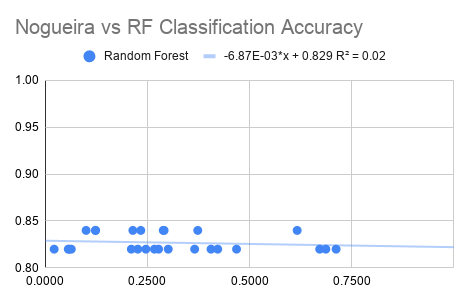 Nogueira vs RF Classification Accuracy
Random Forest -6.87E-03*x + 0.829 R² = 0.02
1.00
0.95
0.90
0.85
0.80
0.0000 0.2500 0.5000 0.7500